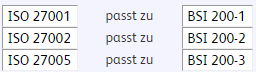 ISO 27001 passt zu BSI 200-1
ISO 27002 passt zu BSI 200-2
ISO 27005 passt zu BSI 200-3